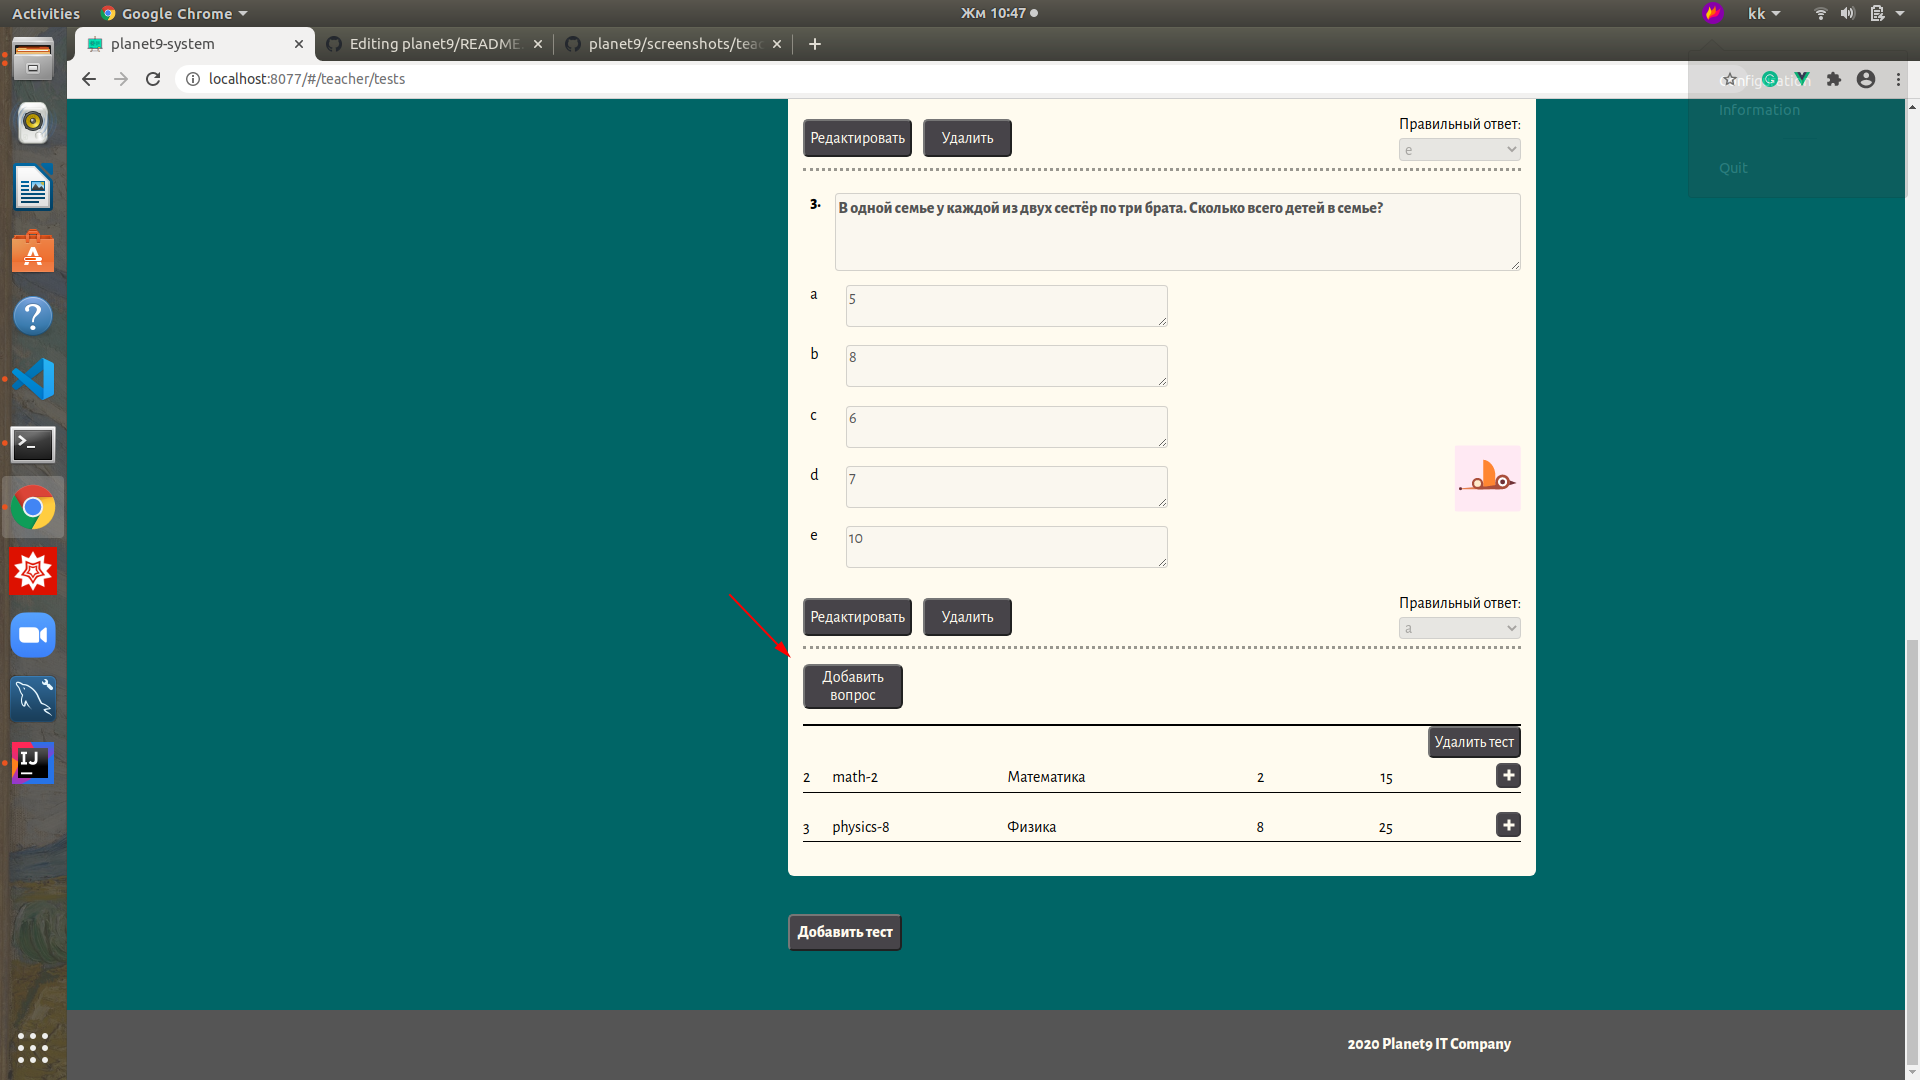 Activities
Google Chrome
Жм 10:47
kk
planet9-system
Editing planet9/README
planet9/screenshots/tea
localhost:8077/#/teacher/tests
Configuration
Information
Quit
Редактировать
Удалить
Правильный ответ:
e
3.
В одной семье у каждой из двух сестёр по три брата. Сколько всего детей в семье?
a
5
b
8
c
6
d
7
e
10
Редактировать
Удалить
Правильный ответ:
a
Добавить
вопрос
Удалить тест
2 math-2 Математика 2 15
3 physics-8 Физика 8 25
Добавить тест
2020 Planet9 IT Company